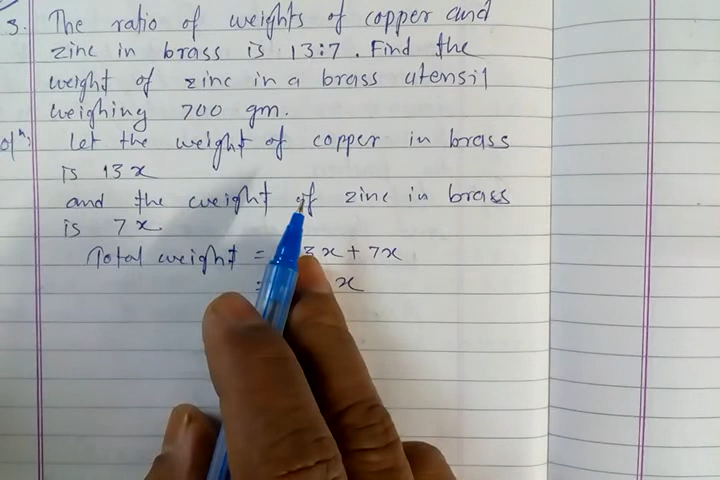 3. The ratio of weights of copper and
zinc in brass is 13:7. Find the
weight of zinc in a brass utensil
weighing 700 gm.
olⁿ: Let the weight of copper in brass
is 13x
and the weight of zinc in brass
is 7x
Total weight = 3x + 7x
= x